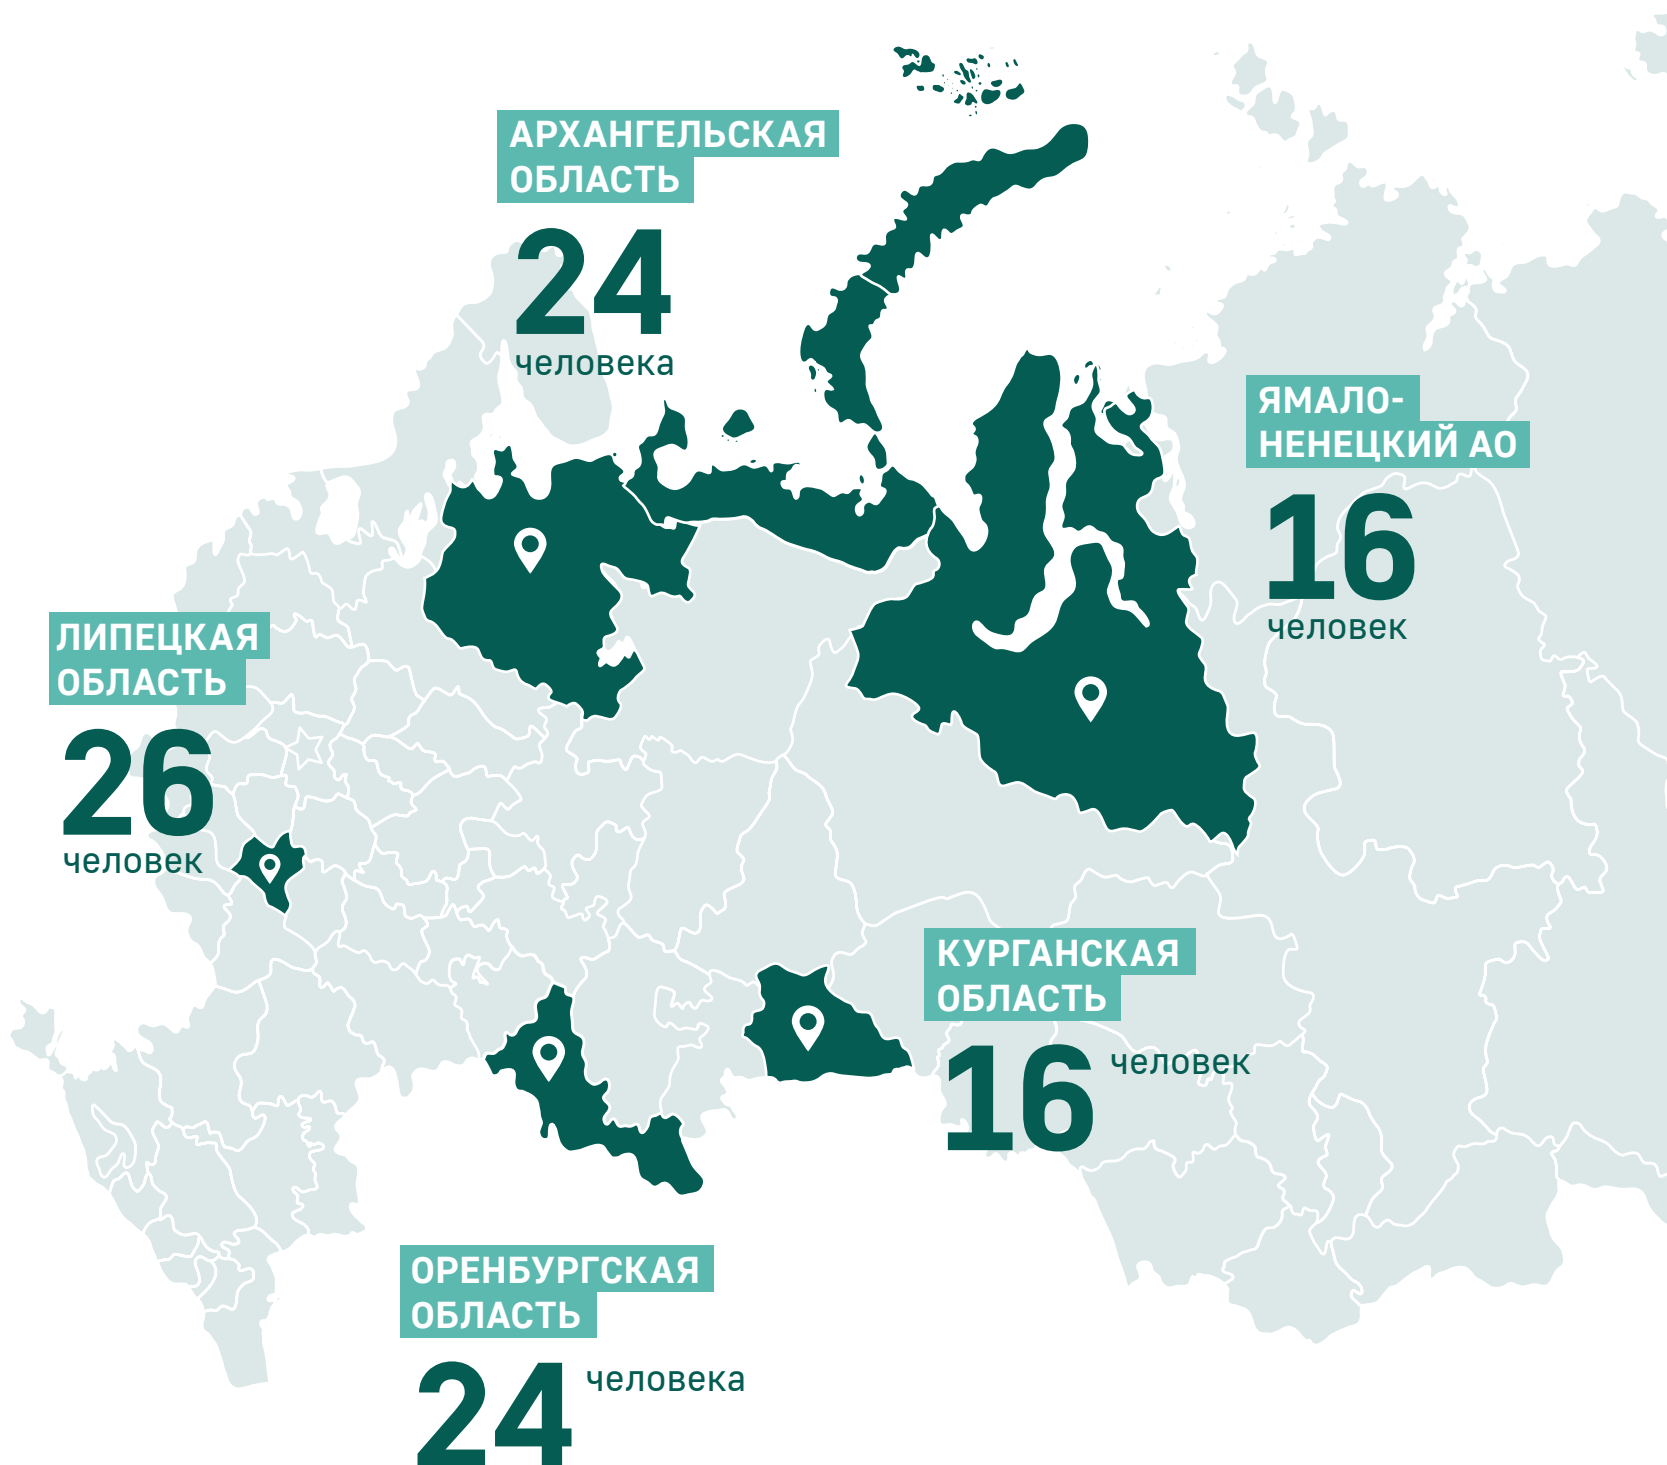 АРХАНГЕЛЬСКАЯ
ОБЛАСТЬ
24
человека
ЯМАЛО-
НЕНЕЦКИЙ АО
16
человек
ЛИПЕЦКАЯ
ОБЛАСТЬ
26
человек
КУРГАНСКАЯ
ОБЛАСТЬ
16 человек
ОРЕНБУРГСКАЯ
ОБЛАСТЬ
24 человека